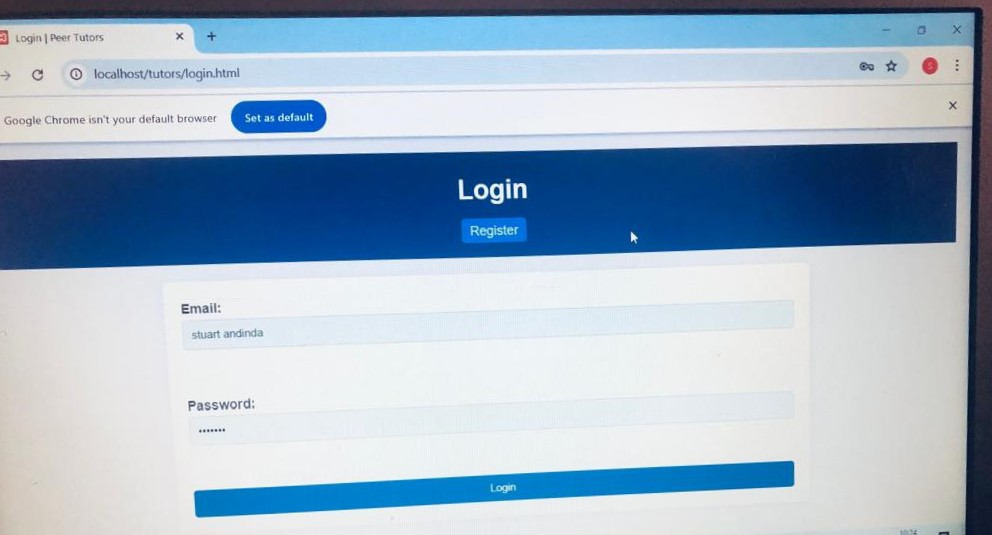 Login | Peer Tutors
localhost/tutors/login.html
Google Chrome isn't your default browser Set as default
Login
Register
Email:
stuart andinda
Password:
•••••••
Login